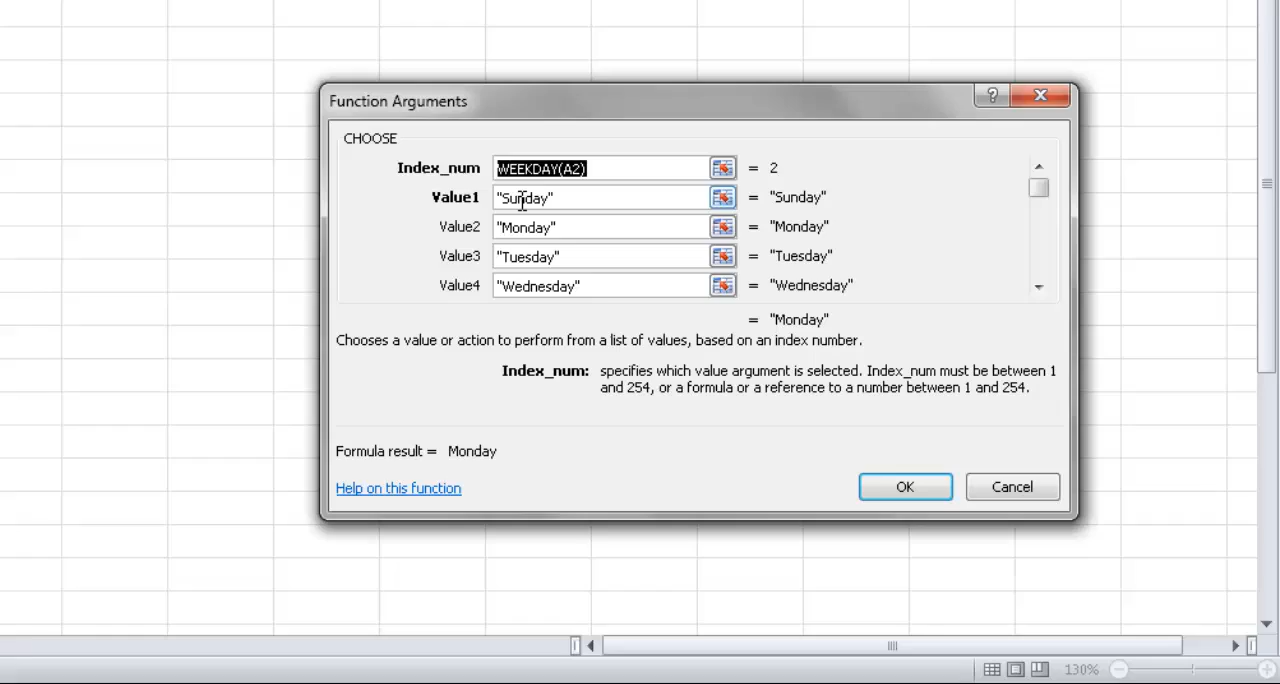 Function Arguments
?
X
CHOOSE
Index_num WEEKDAY(A2) = 2
Value1 "Sunday" = "Sunday"
Value2 "Monday" = "Monday"
Value3 "Tuesday" = "Tuesday"
Value4 "Wednesday" = "Wednesday"
= "Monday"
Chooses a value or action to perform from a list of values, based on an index number.
Index_num: specifies which value argument is selected. Index_num must be between 1
and 254, or a formula or a reference to a number between 1 and 254.
Formula result = Monday
Help on this function
OK
Cancel
130%